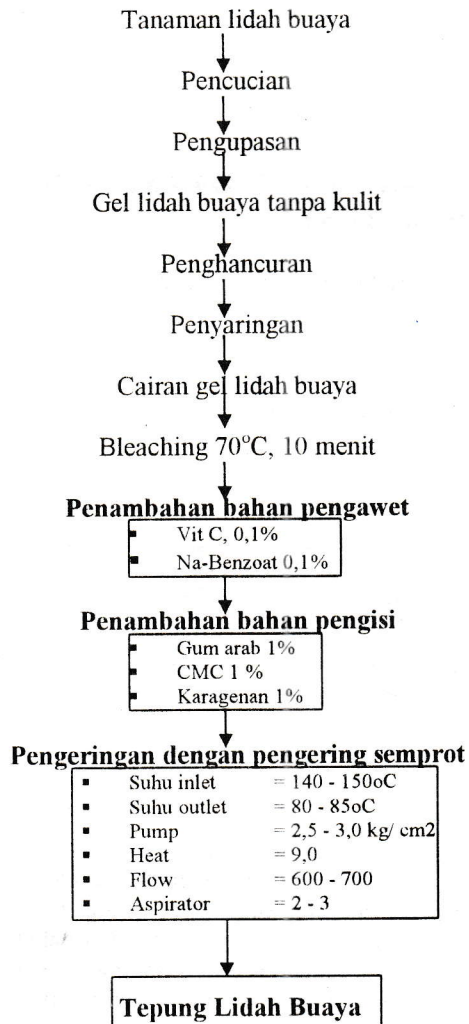 Tanaman lidah buaya
Pencucian
Pengupasan
Gel lidah buaya tanpa kulit
Penghancuran
Penyaringan
Cairan gel lidah buaya
Bleaching 70°C, 10 menit
Penambahan bahan pengawet
▪ Vit C, 0,1%
▪ Na-Benzoat 0,1%
Penambahan bahan pengisi
▪ Gum arab 1%
▪ CMC 1 %
▪ Karagenan 1%
Pengeringan dengan pengering semprot
▪ Suhu inlet = 140 - 150oC
▪ Suhu outlet = 80 - 85oC
▪ Pump = 2,5 - 3,0 kg/ cm2
▪ Heat = 9,0
▪ Flow = 600 - 700
▪ Aspirator = 2 - 3
Tepung Lidah Buaya